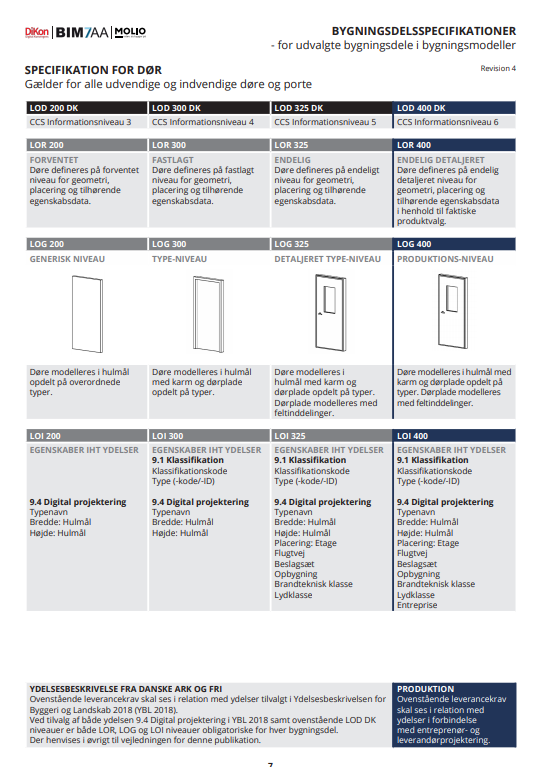 DiKon BIM7AA MOLIO
BYGNINGSDELSSPECIFIKATIONER
- for udvalgte bygningsdele i bygningsmodeller
SPECIFIKATION FOR DØR
Revision 4
Gælder for alle udvendige og indvendige døre og porte
LOD 200 DK
CCS Informationsniveau 3
LOD 300 DK
CCS Informationsniveau 4
LOD 325 DK
CCS Informationsniveau 5
LOD 400 DK
CCS Informationsniveau 6
LOR 200
FORVENTET
Døre defineres på forventet
niveau for geometri,
placering og tilhørende
egenskabsdata.
LOR 300
FASTLAGT
Døre defineres på fastlagt
niveau for geometri,
placering og tilhørende
egenskabsdata.
LOR 325
ENDELIG
Døre defineres på endeligt
niveau for geometri,
placering og tilhørende
egenskabsdata.
LOR 400
ENDELIG DETALJERET
Døre defineres på endelig
detaljeret niveau for
geometri, placering og
tilhørende egenskabsdata
i henhold til faktiske
produktvalg.
LOG 200
GENERISK NIVEAU
Døre modelleres i hulmål
opdelt på overordnede
typer.
LOG 300
TYPE-NIVEAU
Døre modelleres i hulmål
med karm og dørplade
opdelt på typer.
LOG 325
DETALJERET TYPE-NIVEAU
Døre modelleres i
hulmål med karm og
dørplade opdelt på typer.
Dørplade modelleres med
feltinddelinger.
LOG 400
PRODUKTIONS-NIVEAU
Døre modelleres i hulmål med
karm og dørplade opdelt på
typer. Dørplade modelleres
med feltinddelinger.
LOI 200
EGENSKABER IHT YDELSER
9.4 Digital projektering
Typenavn
Bredde: Hulmål
Højde: Hulmål
LOI 300
EGENSKABER IHT YDELSER
9.1 Klassifikation
Klassifikationskode
Type (-kode/-ID)
9.4 Digital projektering
Typenavn
Bredde: Hulmål
Højde: Hulmål
LOI 325
EGENSKABER IHT YDELSER
9.1 Klassifikation
Klassifikationskode
Type (-kode/-ID)
9.4 Digital projektering
Typenavn
Bredde: Hulmål
Højde: Hulmål
Placering: Etage
Flugtvej
Beslagsæt
Opbygning
Brandteknisk klasse
Lydklasse
LOI 400
EGENSKABER IHT YDELSER
9.1 Klassifikation
Klassifikationskode
Type (-kode/-ID)
9.4 Digital projektering
Typenavn
Bredde: Hulmål
Højde: Hulmål
Placering: Etage
Flugtvej
Beslagsæt
Opbygning
Brandteknisk klasse
Lydklasse
Entreprise
YDELSESBESKRIVELSE FRA DANSKE ARK OG FRI
Ovenstående leverancekrav skal ses i relation med ydelser tilvalgt i Ydelsesbeskrivelsen for
Byggeri og Landskab 2018 (YBL 2018).
Ved tilvalg af både ydelsen 9.4 Digital projektering i YBL 2018 samt ovenstående LOD DK
niveauer er både LOR, LOG og LOI niveauer obligatoriske for hver bygningsdel.
Der henvises i øvrigt til vejledningen for denne publikation.
PRODUKTION
Ovenstående leverancekrav
skal ses i relation med
ydelser i forbindelse
med entreprenør- og
leverandørprojektering.
7